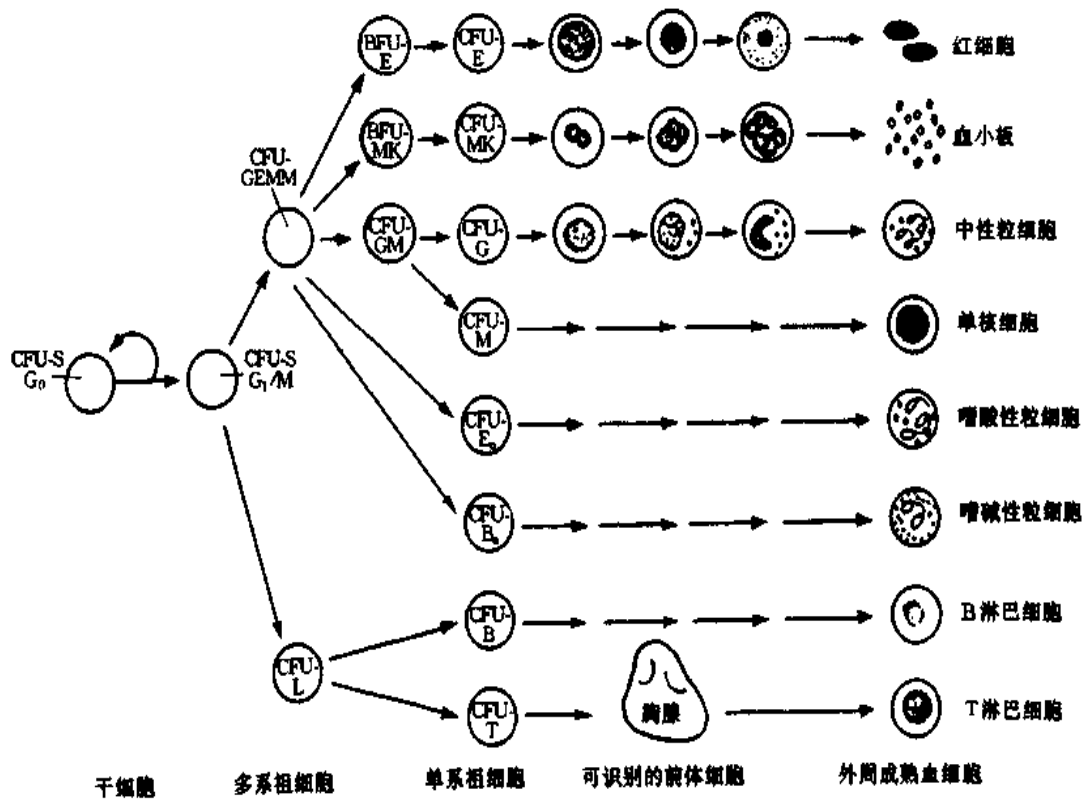 BFU-
E
CFU-
E
红细胞
BFU-
MK
CFU-
MK
血小板
CFU-
GEMM
CFU-
GM
CFU-
G
中性粒细胞
CFU-
M
单核细胞
CFU-S
G₀
CFU-S
G₁/M
CFU-
Eₒ
嗜酸性粒细胞
CFU-
Bₐ
嗜碱性粒细胞
CFU-
B
B淋巴细胞
CFU-
L
CFU-
T
胸腺
T淋巴细胞
干细胞
多系祖细胞
单系祖细胞
可识别的前体细胞
外周成熟血细胞